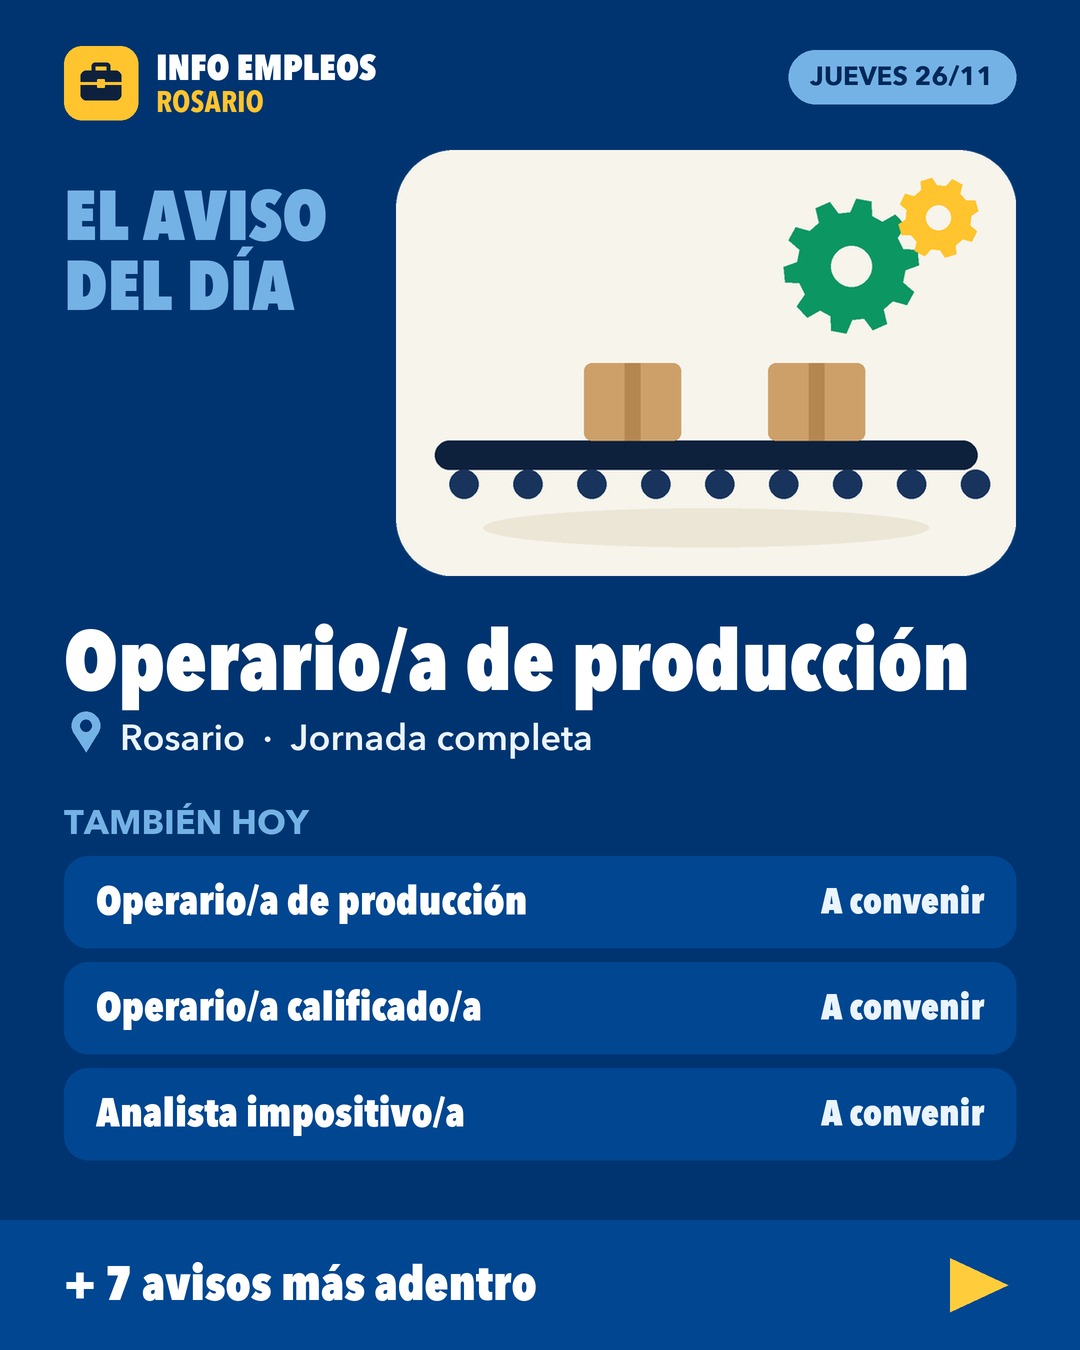 INFO EMPLEOS
ROSARIO
JUEVES 26/11
EL AVISO
DEL DÍA
Operario/a de producción
Rosario · Jornada completa
TAMBIÉN HOY
Operario/a de producción
A convenir
Operario/a calificado/a
A convenir
Analista impositivo/a
A convenir
+ 7 avisos más adentro